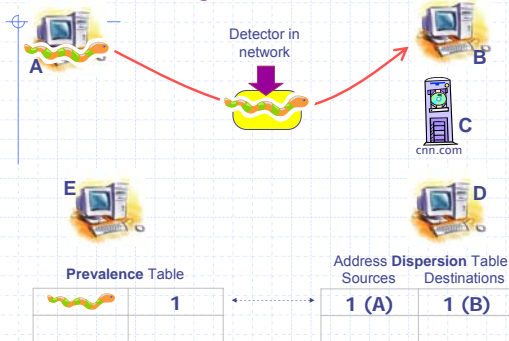 Detector in
network
A
B
C
cnn.com
E
D
Prevalence Table
1
Address Dispersion Table
Sources Destinations
1 (A) 1 (B)